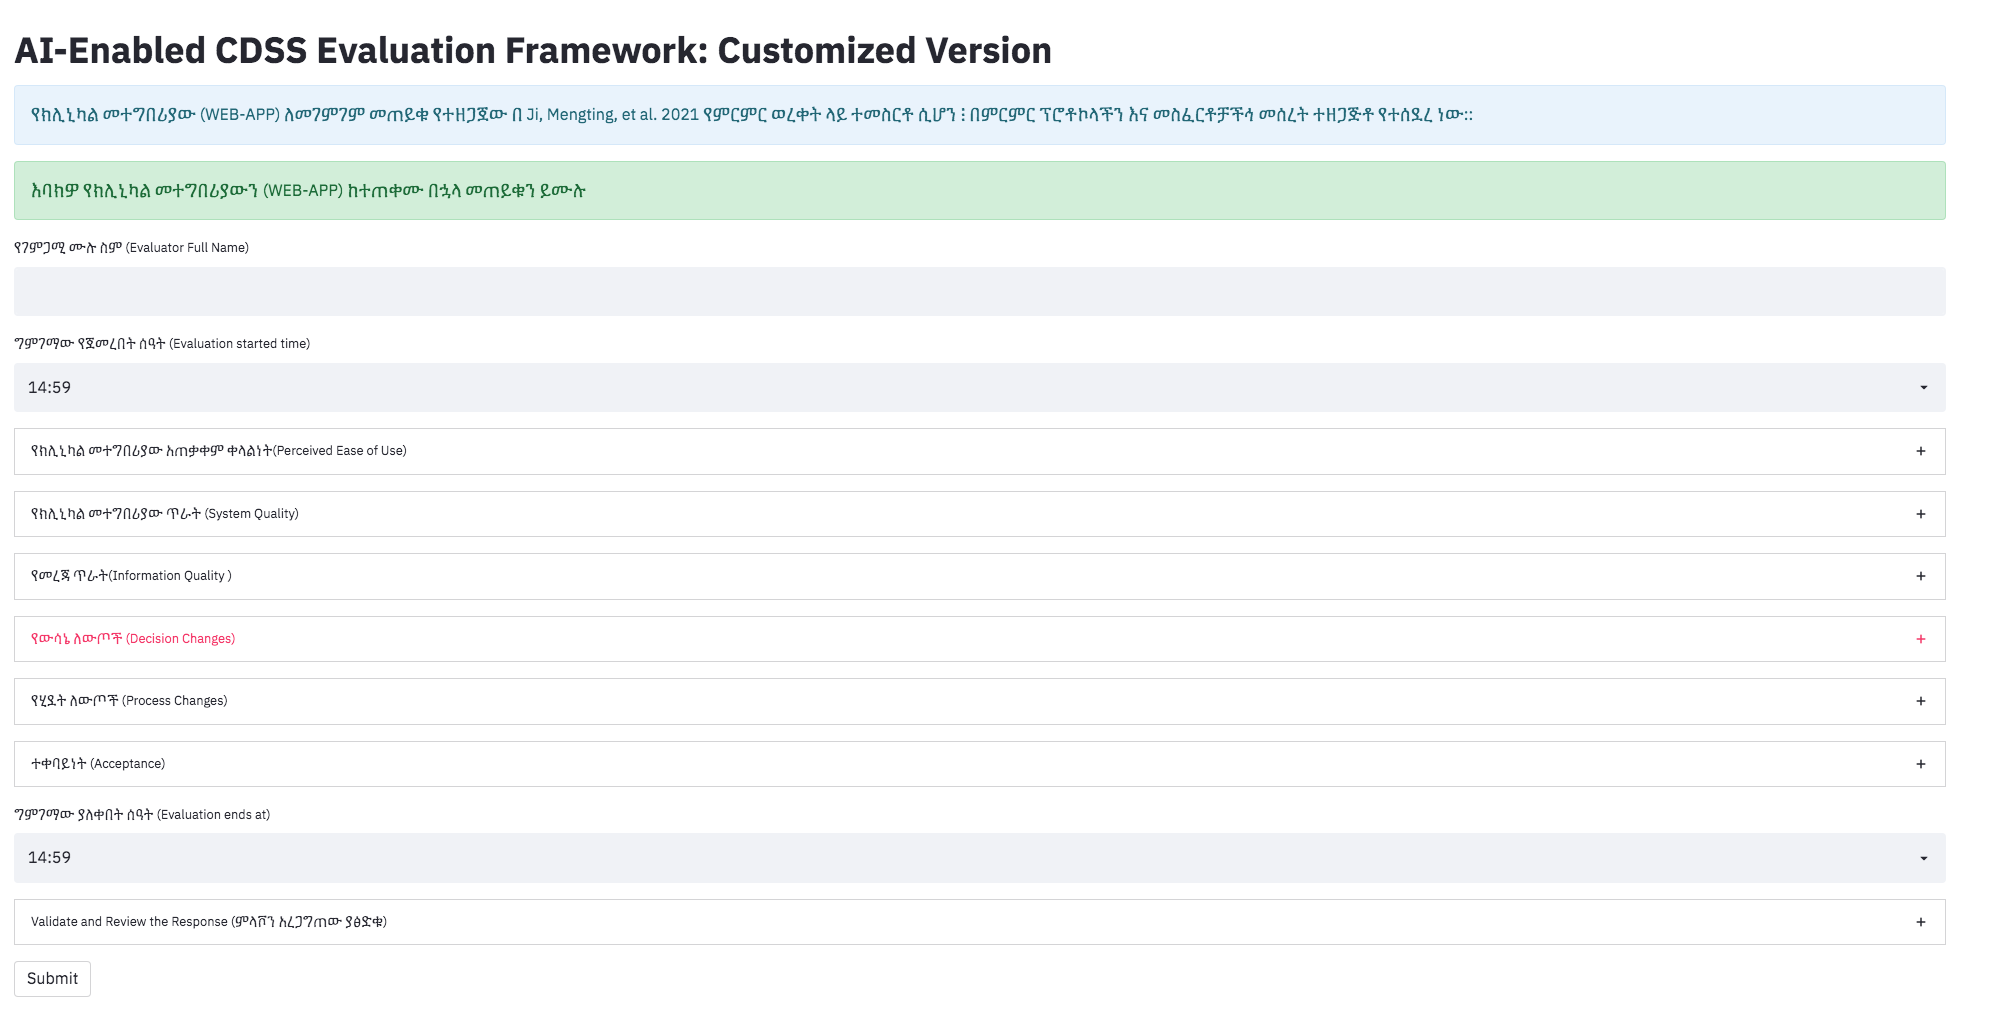 AI-Enabled CDSS Evaluation Framework: Customized Version
የክሊኒካል መተግበሪያው (WEB-APP) ለመገምገም መጠይቁ የተዘጋጀው በ Ji, Mengting, et al. 2021 የምርምር ወረቀት ላይ ተመስርቶ ሲሆን ፤ በምርምር ፕሮቶኮላችን እና መስፈርቶቻችኅ መሰረት ተዘጋጅቶ የተሰደረ ነው::
እባክዎ የክሊኒካል መተግበሪያውን (WEB-APP) ከተጠቀሙ በኋላ መጠይቁን ይሙሉ
የገምጋሚ ሙሉ ስም (Evaluator Full Name)
ግምገማው የጀመረበት ሰዓት (Evaluation started time)
14:59
የክሊኒካል መተግበሪያው አጠቃቀም ቀላልነት(Perceived Ease of Use)
የክሊኒካል መተግበሪያው ጥራት (System Quality)
የመረጃ ጥራት(Information Quality )
የውሳኔ ለውጦች (Decision Changes)
የሂደት ለውጦች (Process Changes)
ተቀባይነት (Acceptance)
ግምገማው ያለቀበት ሰዓት (Evaluation ends at)
14:59
Validate and Review the Response (ምላሾን አረጋግጠው ያፅድቁ)
Submit